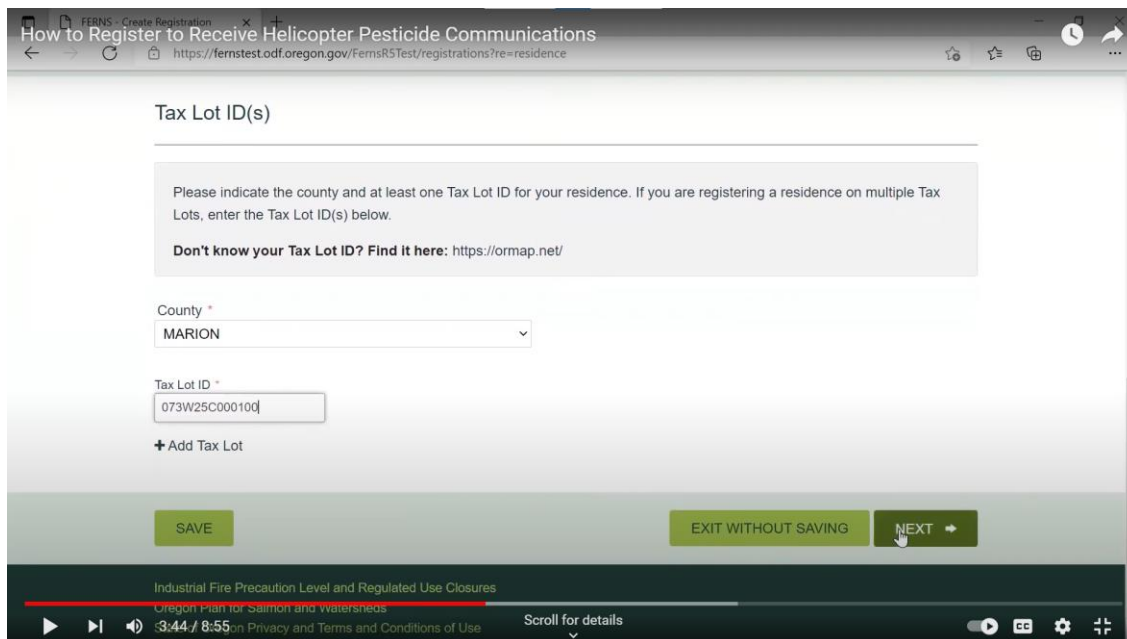 FERNS - Create Registration
How to Register to Receive Helicopter Pesticide Communications
https://fernstest.odf.oregon.gov/FernsR5Test/registrations?re=residence
Tax Lot ID(s)
Please indicate the county and at least one Tax Lot ID for your residence. If you are registering a residence on multiple Tax
Lots, enter the Tax Lot ID(s) below.
Don't know your Tax Lot ID? Find it here: https://ormap.net/
County *
MARION
Tax Lot ID *
073W25C000100
+ Add Tax Lot
SAVE
EXIT WITHOUT SAVING
NEXT
Industrial Fire Precaution Level and Regulated Use Closures
Oregon Plan for Salmon and Watersheds
3:44 / 8:55
on Privacy and Terms and Conditions of Use
Scroll for details
CC